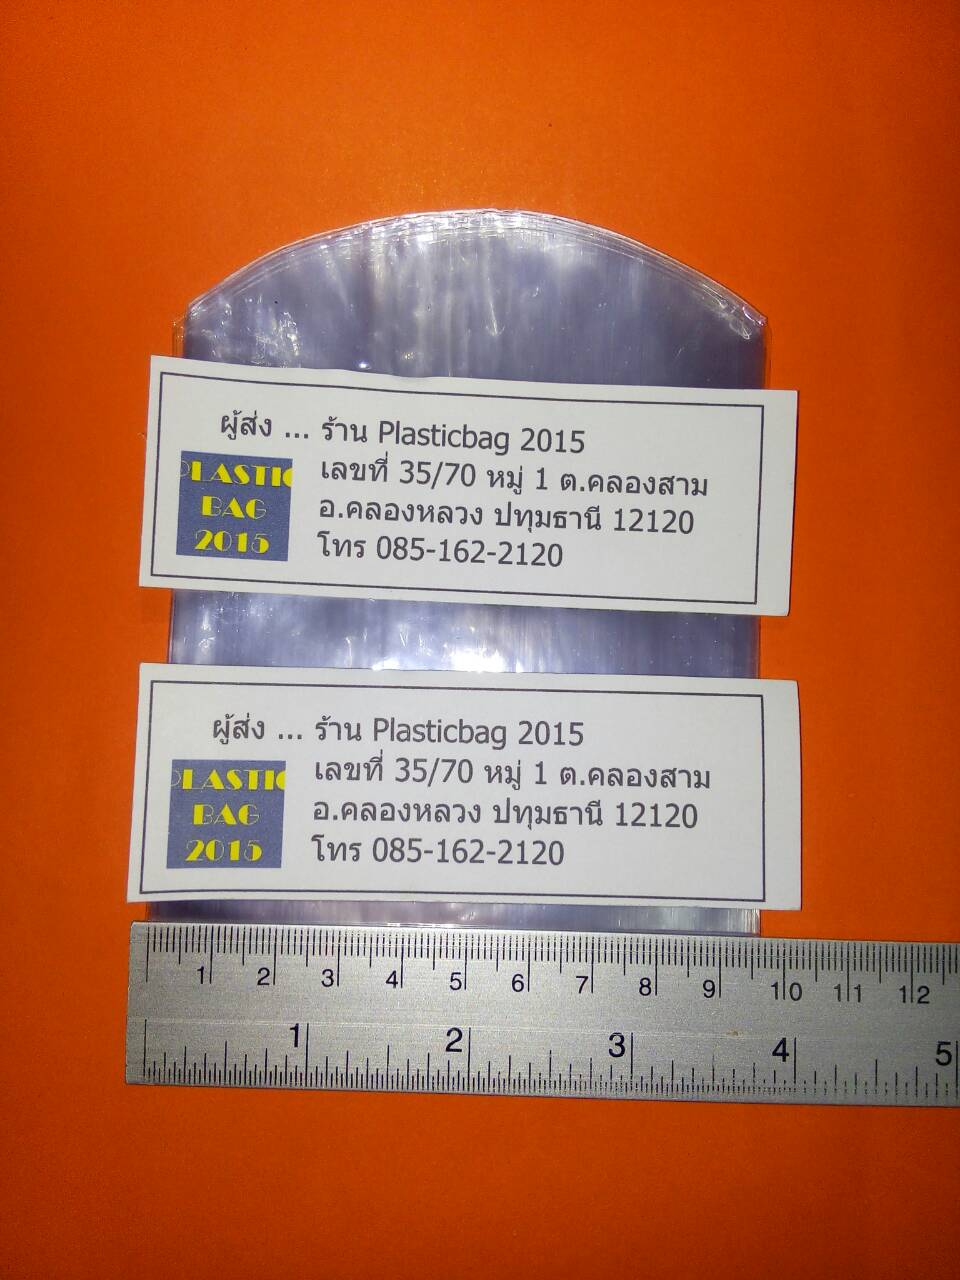 ผู้ส่ง ... ร้าน Plasticbag 2015
เลขที่ 35/70 หมู่ 1 ต.คลองสาม
อ.คลองหลวง ปทุมธานี 12120
โทร 085-162-2120
PLASTIC
BAG
2015
ผู้ส่ง ... ร้าน Plasticbag 2015
เลขที่ 35/70 หมู่ 1 ต.คลองสาม
อ.คลองหลวง ปทุมธานี 12120
โทร 085-162-2120
PLASTIC
BAG
2015
1 2 3 4 5 6 7 8 9 10 11 12
1 2 3 4 5